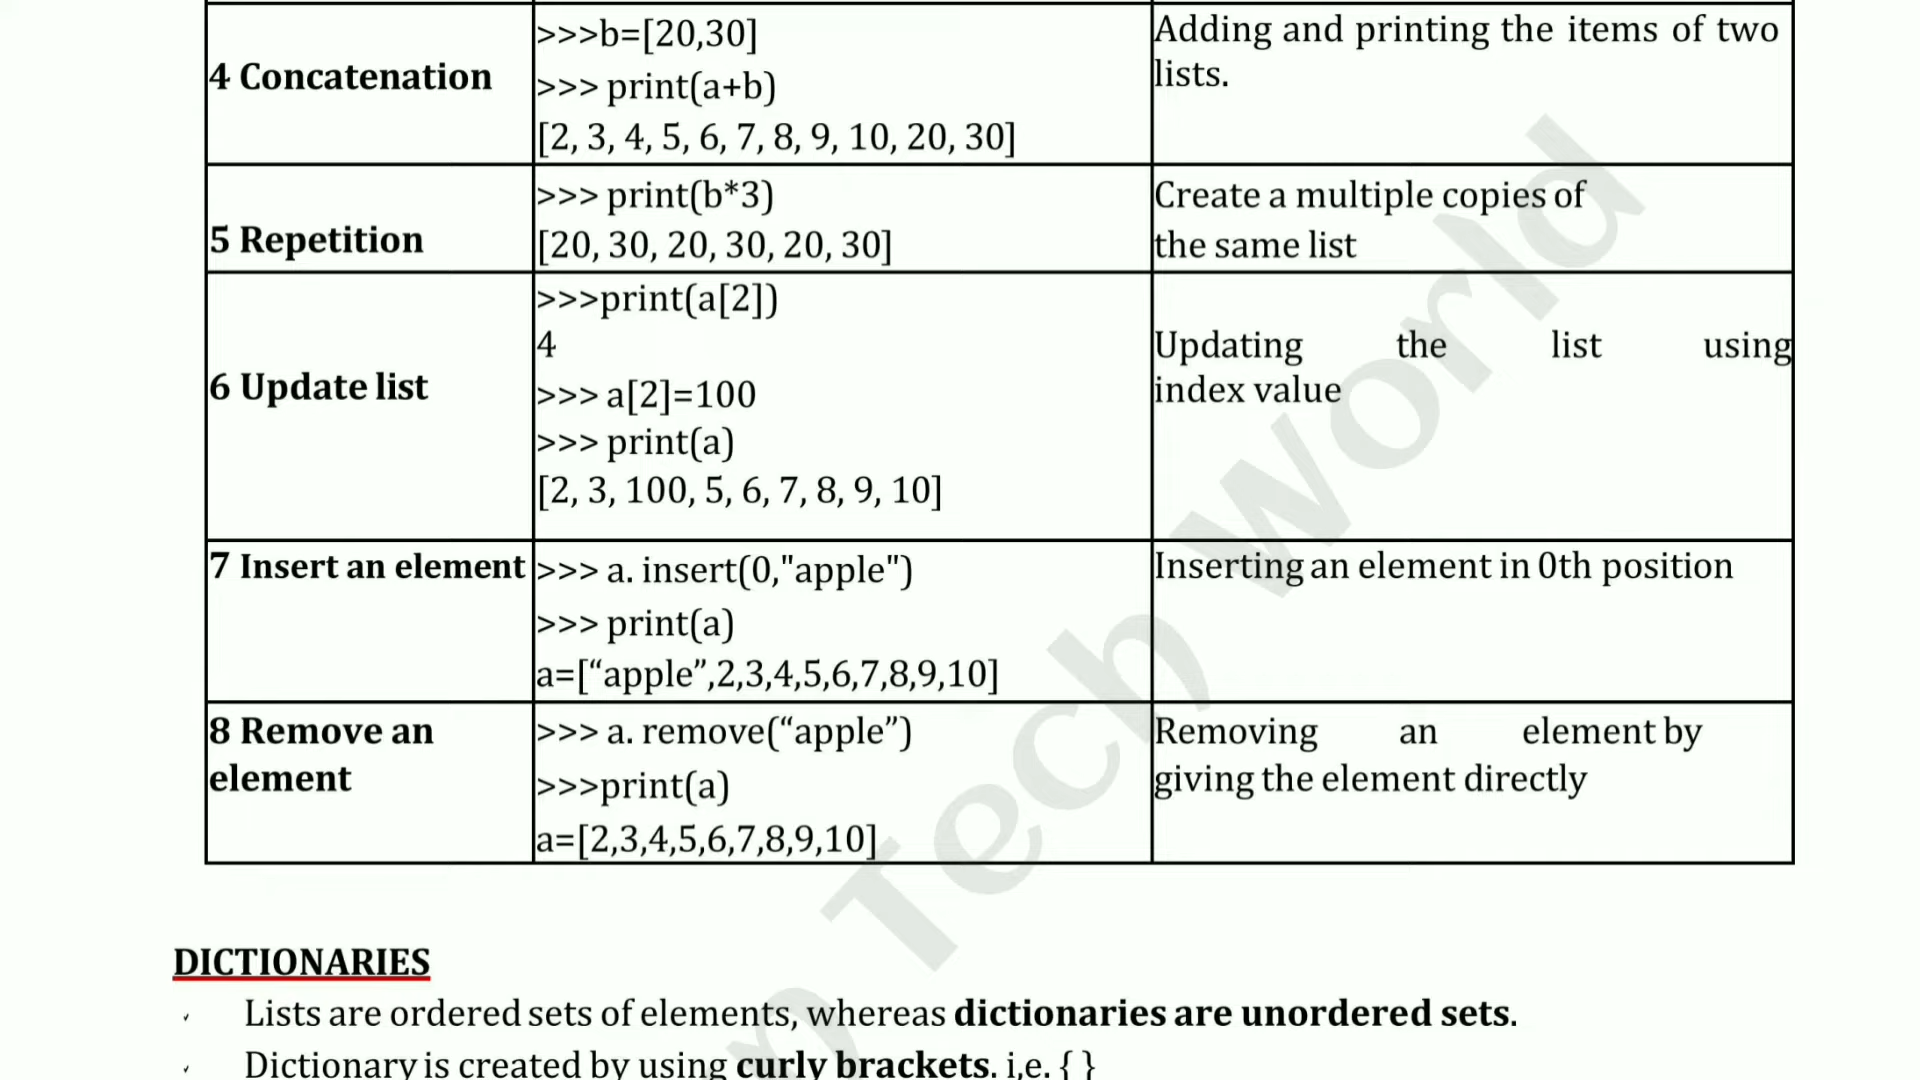 4 Concatenation
>>>b=[20,30]
>>> print(a+b)
[2, 3, 4, 5, 6, 7, 8, 9, 10, 20, 30]
Adding and printing the items of two
lists.
5 Repetition
>>> print(b*3)
[20, 30, 20, 30, 20, 30]
Create a multiple copies of
the same list
6 Update list
>>>print(a[2])
4
>>> a[2]=100
>>> print(a)
[2, 3, 100, 5, 6, 7, 8, 9, 10]
Updating the list using
index value
7 Insert an element
>>> a. insert(0,"apple")
>>> print(a)
a=[“apple”,2,3,4,5,6,7,8,9,10]
Inserting an element in 0th position
8 Remove an
element
>>> a. remove(“apple”)
>>>print(a)
a=[2,3,4,5,6,7,8,9,10]
Removing an element by
giving the element directly
DICTIONARIES
✓ Lists are ordered sets of elements, whereas dictionaries are unordered sets.
✓ Dictionary is created by using curly brackets. i,e. { }
Tech World